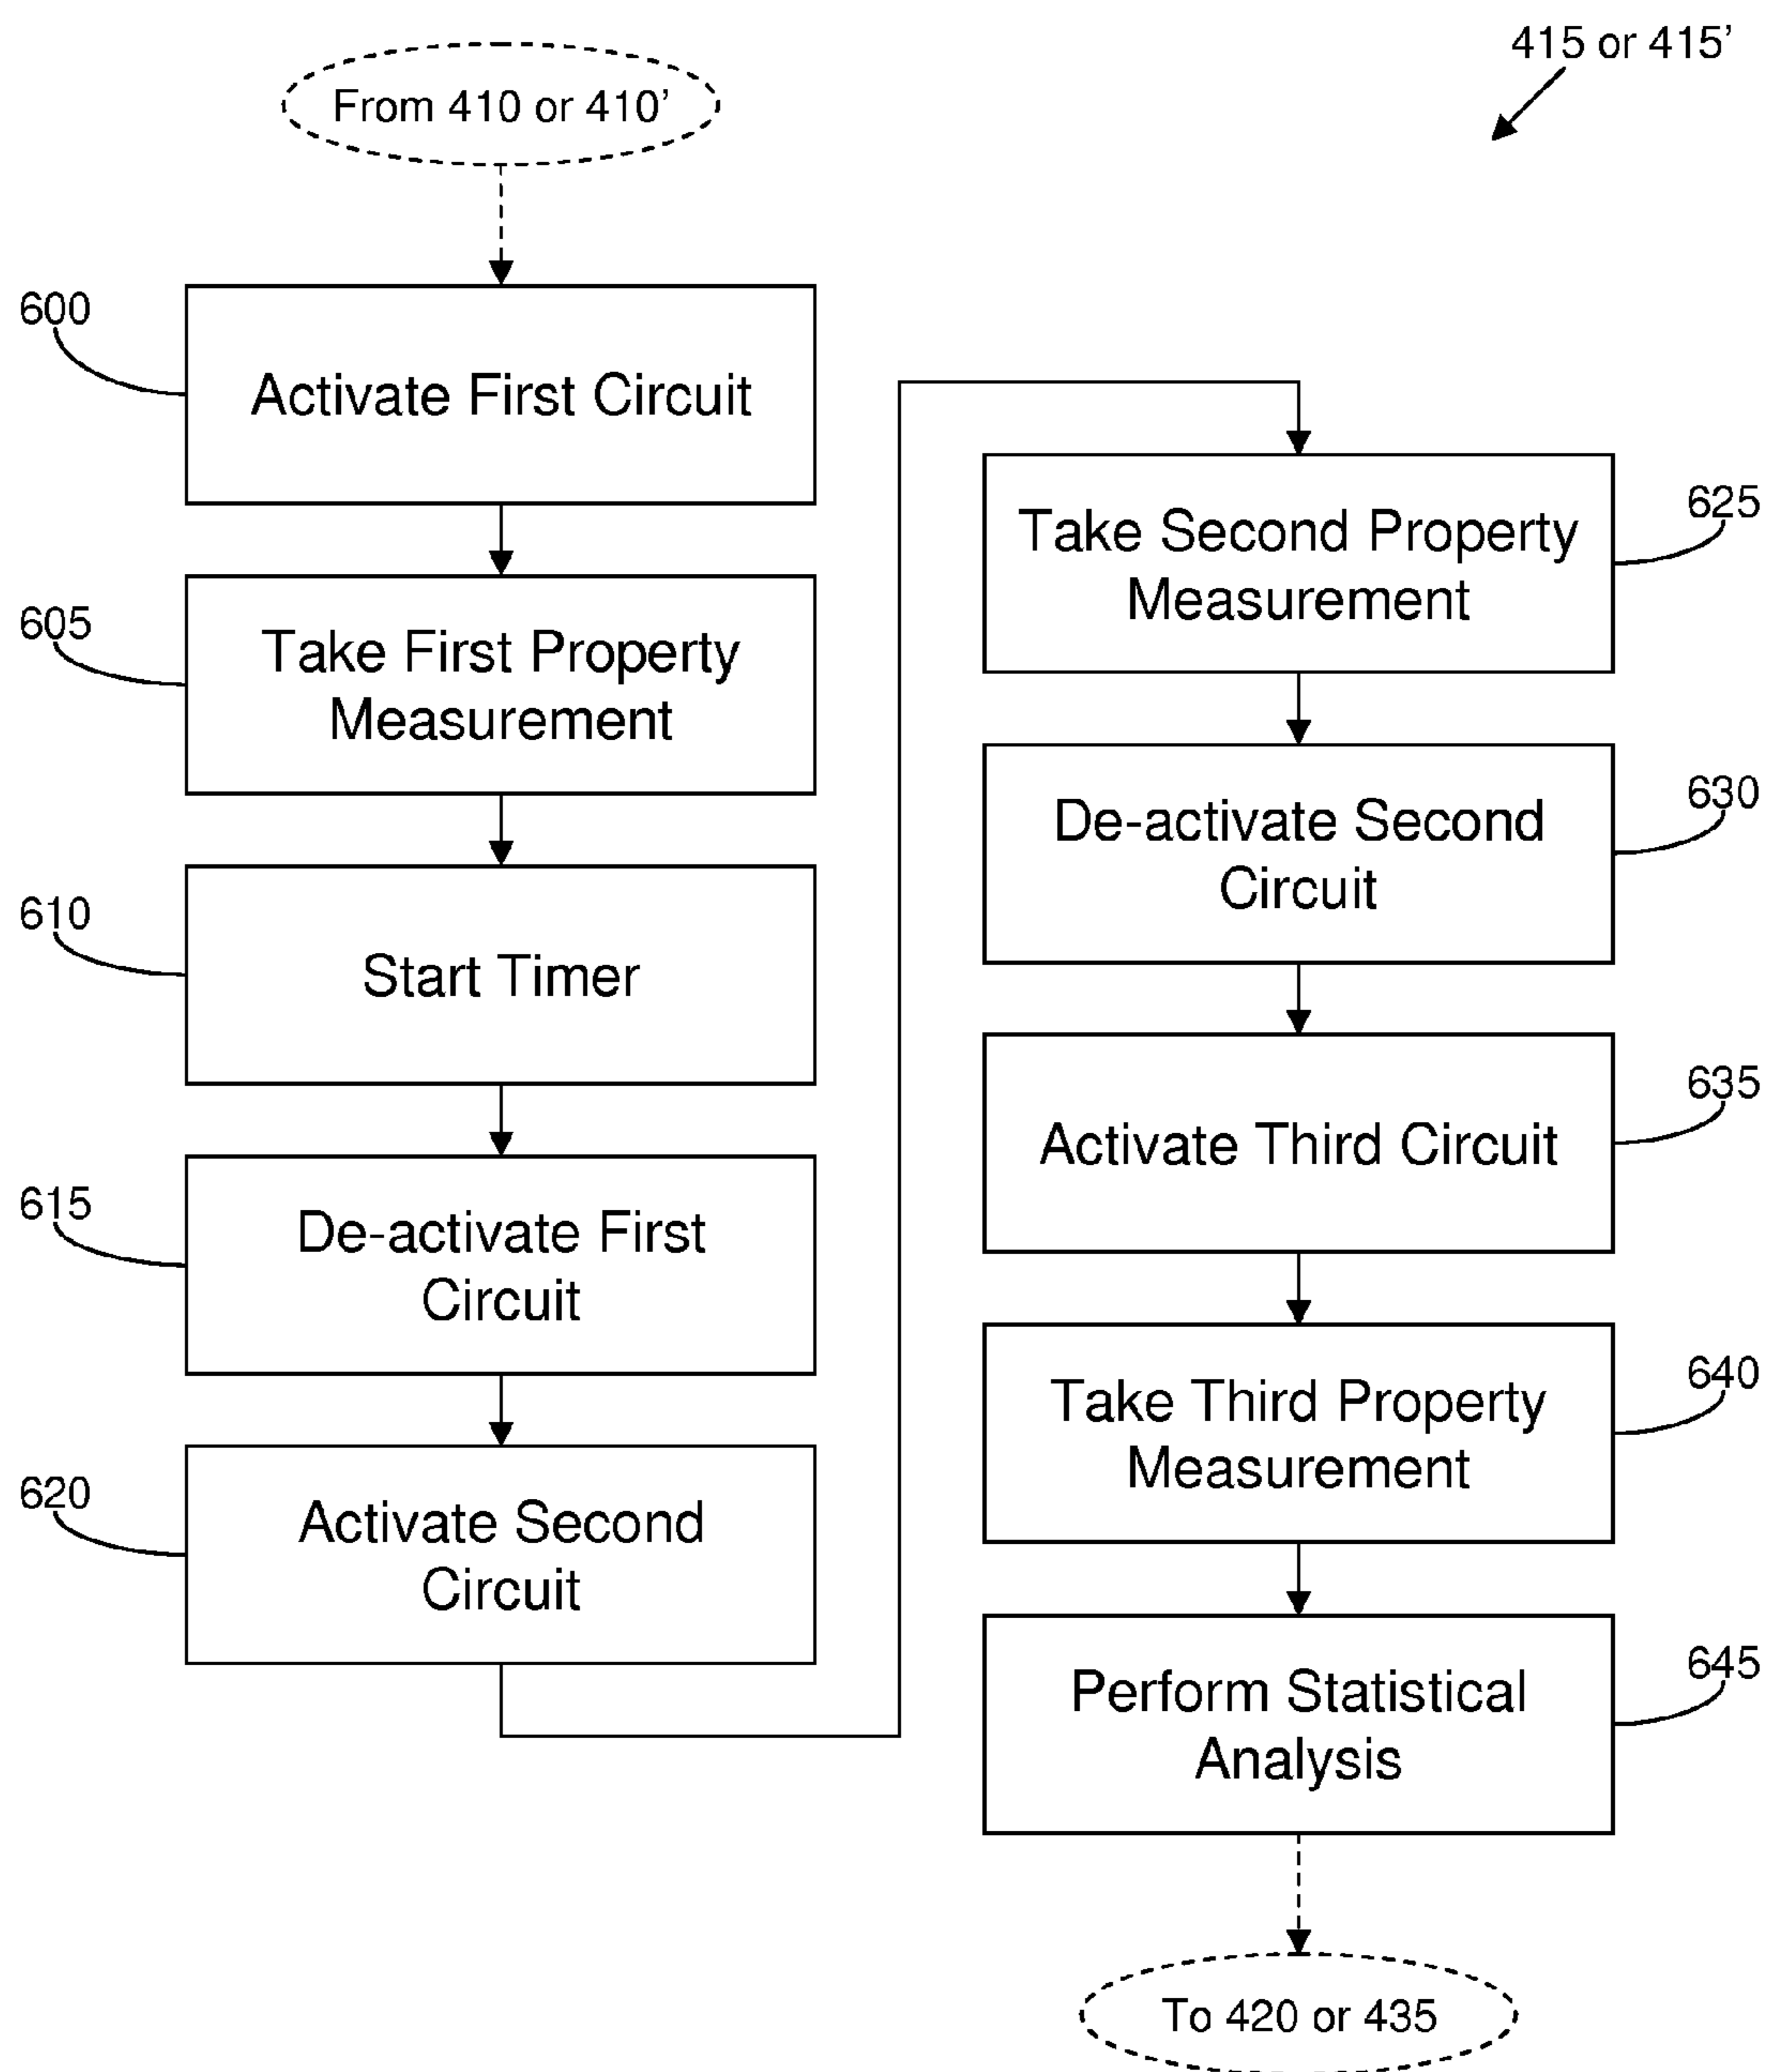 415 or 415’
From 410 or 410’
600
Activate First Circuit
605
Take First Property
Measurement
610
Start Timer
615
De-activate First
Circuit
620
Activate Second
Circuit
625
Take Second Property
Measurement
630
De-activate Second
Circuit
635
Activate Third Circuit
640
Take Third Property
Measurement
645
Perform Statistical
Analysis
To 420 or 435